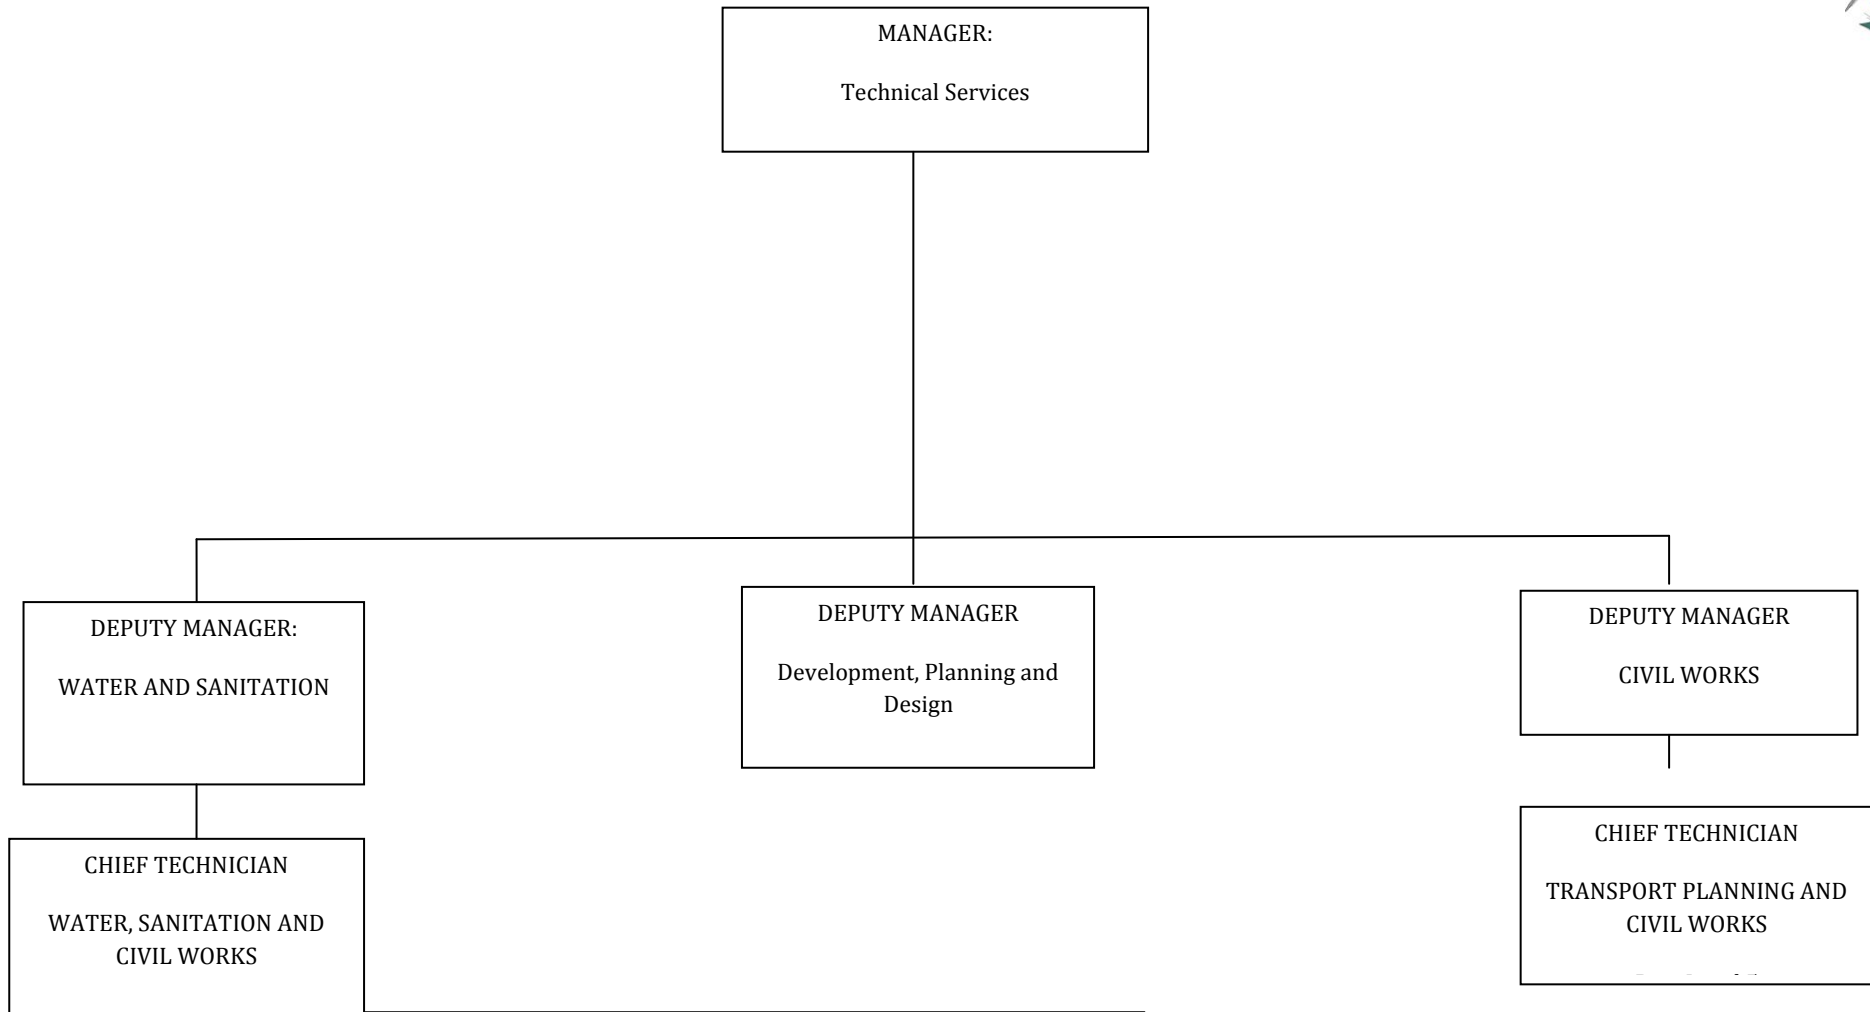 MANAGER:
Technical Services
DEPUTY MANAGER:
WATER AND SANITATION
DEPUTY MANAGER
Development, Planning and
Design
DEPUTY MANAGER
CIVIL WORKS
CHIEF TECHNICIAN
WATER, SANITATION AND
CIVIL WORKS
CHIEF TECHNICIAN
TRANSPORT PLANNING AND
CIVIL WORKS